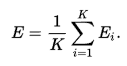 $$E = \frac{1}{K} \sum_{i=1}^{K} E_i.$$